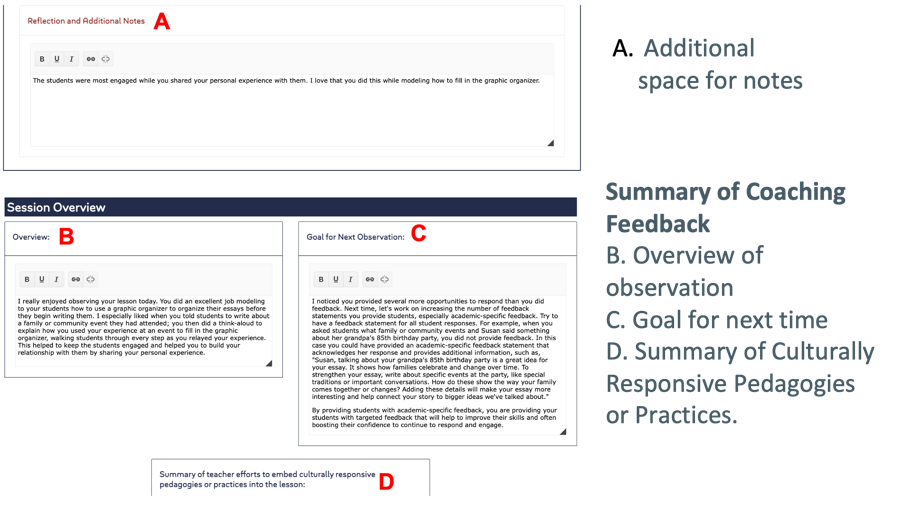 Reflection and Additional Notes A
B U I
The students were most engaged while you shared your personal experience with them. I love that you did this while modeling how to fill in the graphic organizer.
A. Additional
space for notes
Session Overview
Overview: B
B U I
I really enjoyed observing your lesson today. You did an excellent job modeling
to your students how to use a graphic organizer to organize their essays before
they begin writing them. I especially liked when you told students to write about
a family or community event they had attended; you then did a think-aloud to
explain how you used your experience at an event to fill in the graphic
organizer, walking students through every step as you relayed your experience.
This helped to keep the students engaged and helped you to build your
relationship with them by sharing your personal experience.
Goal for Next Observation: C
B U I
I noticed you provided several more opportunities to respond than you did
feedback. Next time, let's work on increasing the number of feedback
statements you provide students, especially academic-specific feedback. Try to
have a feedback statement for all student responses. For example, when you
asked students what family or community events and Susan said something
about her grandpa's 85th birthday party, you did not provide feedback. In this
case you could have provided an academic-specific feedback statement that
acknowledges her response and provides additional information, such as,
"Susan, talking about your grandpa's 85th birthday party is a great idea for
your essay. It shows how families celebrate and change over time. To
strengthen your essay, write about specific events at the party, like special
traditions or important conversations. How do these show the way your family
comes together or changes? Adding these details will make your essay more
interesting and help connect your story to bigger ideas we've talked about."
By providing students with academic-specific feedback, you are providing your
students with targeted feedback that will help to improve their skills and often
boosting their confidence to continue to respond and engage.
Summary of teacher efforts to embed culturally responsive
pedagogies or practices into the lesson: D
Summary of Coaching
Feedback
B. Overview of
observation
C. Goal for next time
D. Summary of Culturally
Responsive Pedagogies
or Practices.